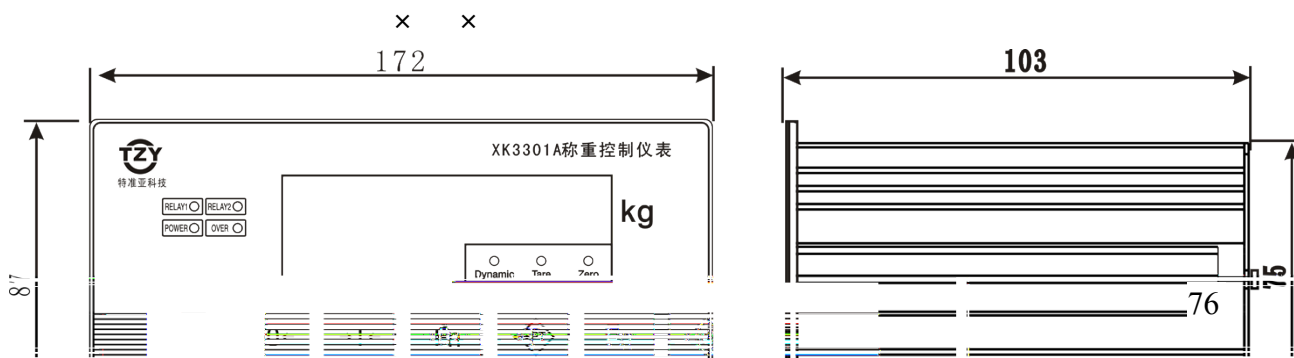 × ×
172
103
TZY
特准亚科技
XK3301A称重控制仪表
RELAY1 RELAY2
POWER OVER
kg
Dynamic Tare Zero
87
75
76